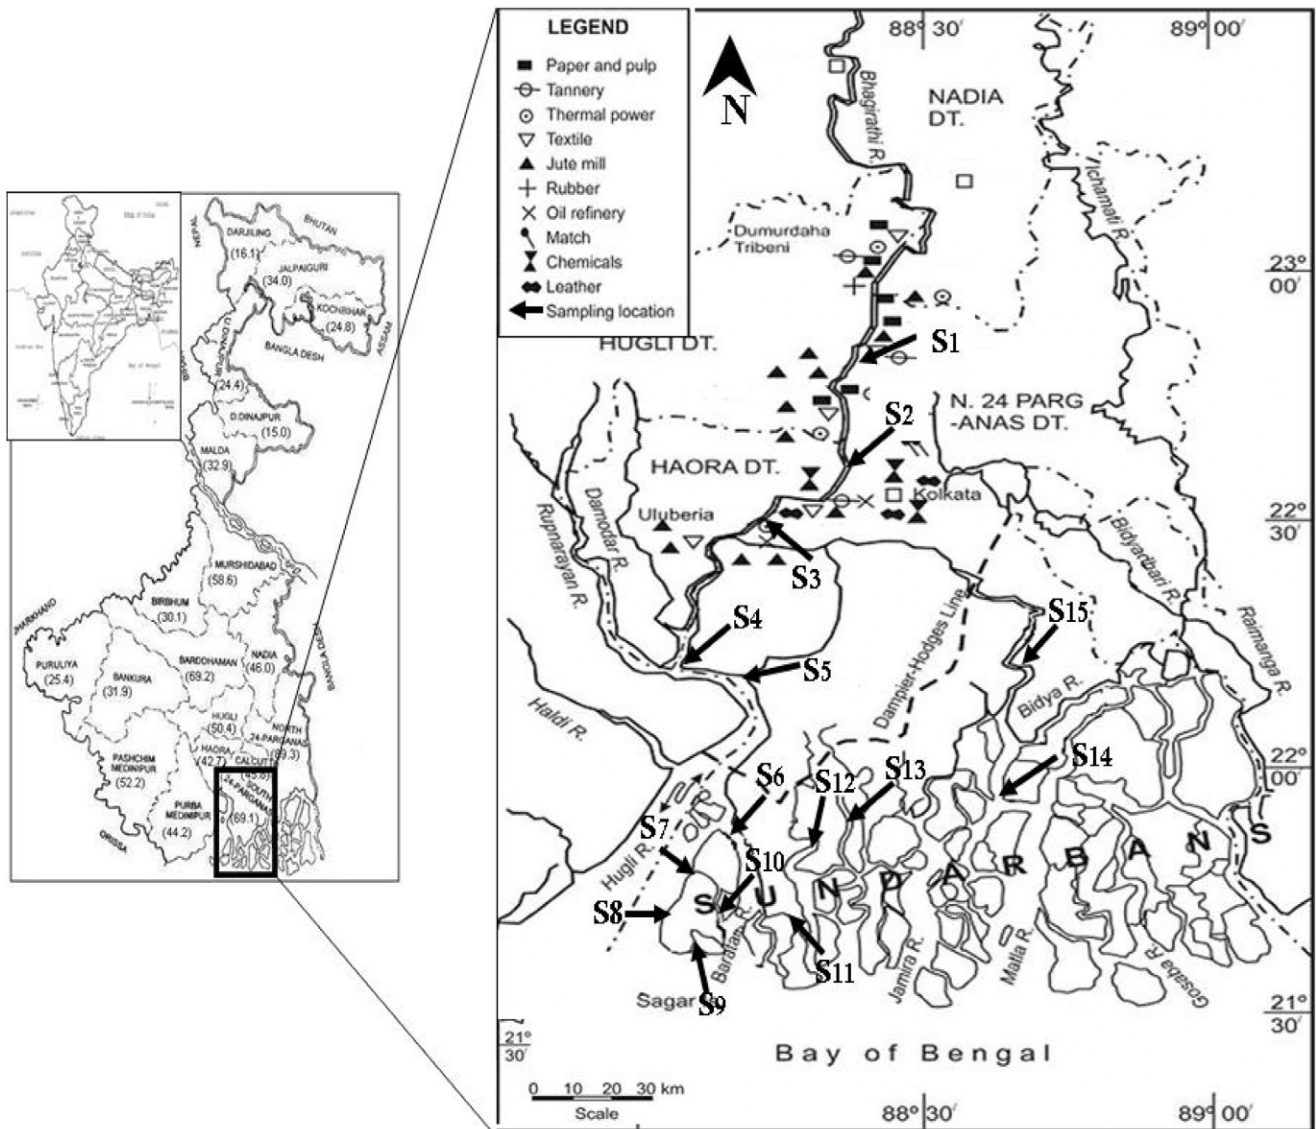 LEGEND
Paper and pulp
Tannery
Thermal power
Textile
Jute mill
Rubber
Oil refinery
Match
Chemicals
Leather
Sampling location
N
88° 30′
89° 00′
Bhagirathi R.
NADIA
DT.
Ichamati R.
Dumurdaha
Tribeni
23°
00′
HUGLI DT.
S1
N. 24 PARG
-ANAS DT.
S2
HAORA DT.
Kolkata
Uluberia
22°
30′
Damodar R.
Rupnarayan R.
Bidyadbari R.
Raimanga R.
S3
S4
S15
S5
Dampier-Hodges Line
Bidya R.
Haldi R.
S14
22°
00′
S6
S12
S13
S7
Hugli R.
S10
SUNDARBANS
S8
S11
S9
Sagar
Jamira R.
Matla R.
Gosaba R.
21°
30′
21°
30′
Bay of Bengal
0 10 20 30 km
Scale
88° 30′
89° 00′
DARJILING
(16.1)
BHUTAN
NEPAL
JALPAIGURI
(34.0)
KOCHBIHAR
(24.8)
ASSAM
BANGLA DESH
U.DINAJPUR
(24.4)
D.DINAJPUR
(15.0)
MALDA
(32.9)
MURSHIDABAD
(58.6)
BIRBHUM
(30.1)
JHARKHAND
PURULIYA
(25.4)
BANKURA
(31.9)
BARDDHAMAN
(69.2)
NADIA
(46.0)
BANGLA DESH
HUGLI
(50.4)
NORTH
24-PARGANAS
(89.3)
HAORA
(42.7)
PASHCHIM
MEDINIPUR
(52.2)
SOUTH
24-PARGANAS
(69.1)
PURBA
MEDINIPUR
(44.2)
ORISSA